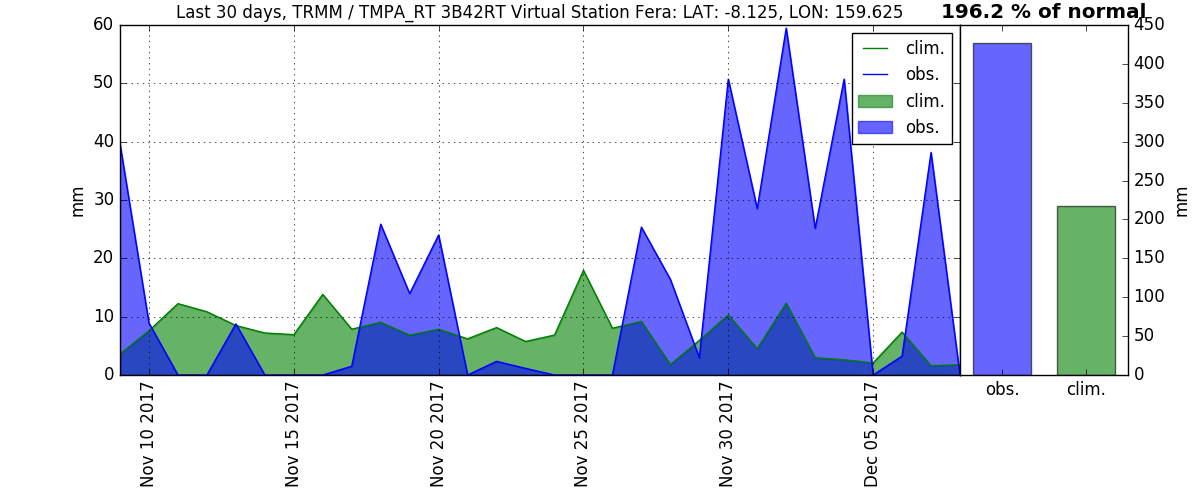 Last 30 days, TRMM / TMPA_RT 3B42RT Virtual Station Fera: LAT: -8.125, LON: 159.625
196.2 % of normal
60
50
40
30
20
10
0
mm
clim.
obs.
clim.
obs.
Nov 10 2017
Nov 15 2017
Nov 20 2017
Nov 25 2017
Nov 30 2017
Dec 05 2017
450
400
350
300
250
200
150
100
50
0
mm
obs.
clim.